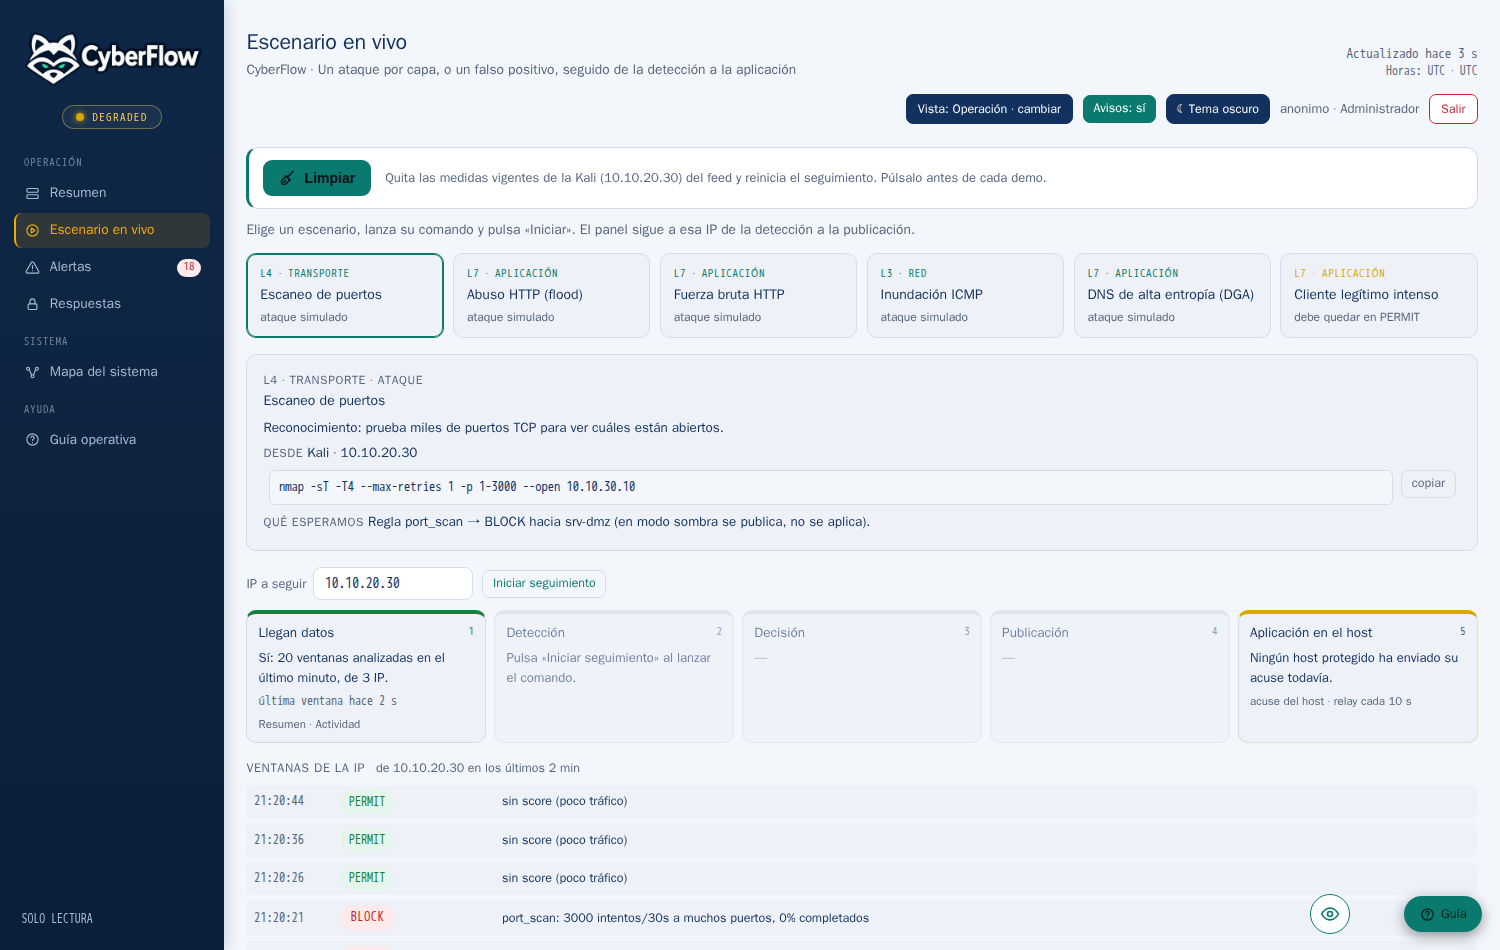 CyberFlow
DEGRADED
OPERACIÓN
Resumen
Escenario en vivo
Alertas 18
Respuestas
SISTEMA
Mapa del sistema
AYUDA
Guía operativa
SOLO LECTURA
Escenario en vivo
CyberFlow · Un ataque por capa, o un falso positivo, seguido de la detección a la aplicación
Actualizado hace 3 s
Horas: UTC · UTC
Vista: Operación · cambiar
Avisos: sí
☾ Tema oscuro
anonimo · Administrador
Salir
Limpiar
Quita las medidas vigentes de la Kali (10.10.20.30) del feed y reinicia el seguimiento. Púlsalo antes de cada demo.
Elige un escenario, lanza su comando y pulsa «Iniciar». El panel sigue a esa IP de la detección a la publicación.
L4 · TRANSPORTE
Escaneo de puertos
ataque simulado
L7 · APLICACIÓN
Abuso HTTP (flood)
ataque simulado
L7 · APLICACIÓN
Fuerza bruta HTTP
ataque simulado
L3 · RED
Inundación ICMP
ataque simulado
L7 · APLICACIÓN
DNS de alta entropía (DGA)
ataque simulado
L7 · APLICACIÓN
Cliente legítimo intenso
debe quedar en PERMIT
L4 · TRANSPORTE · ATAQUE
Escaneo de puertos
Reconocimiento: prueba miles de puertos TCP para ver cuáles están abiertos.
DESDE Kali · 10.10.20.30
nmap -sT -T4 --max-retries 1 -p 1-3000 --open 10.10.30.10
copiar
QUÉ ESPERAMOS Regla port_scan → BLOCK hacia srv-dmz (en modo sombra se publica, no se aplica).
IP a seguir 10.10.20.30 Iniciar seguimiento
Llegan datos 1
Sí: 20 ventanas analizadas en el
último minuto, de 3 IP.
última ventana hace 2 s
Resumen · Actividad
Detección 2
Pulsa «Iniciar seguimiento» al lanzar
el comando.
Decisión 3
—
Publicación 4
—
Aplicación en el host 5
Ningún host protegido ha enviado su
acuse todavía.
acuse del host · relay cada 10 s
VENTANAS DE LA IP de 10.10.20.30 en los últimos 2 min
21:20:44 PERMIT sin score (poco tráfico)
21:20:36 PERMIT sin score (poco tráfico)
21:20:26 PERMIT sin score (poco tráfico)
21:20:21 BLOCK port_scan: 3000 intentos/30s a muchos puertos, 0% completados
Guía